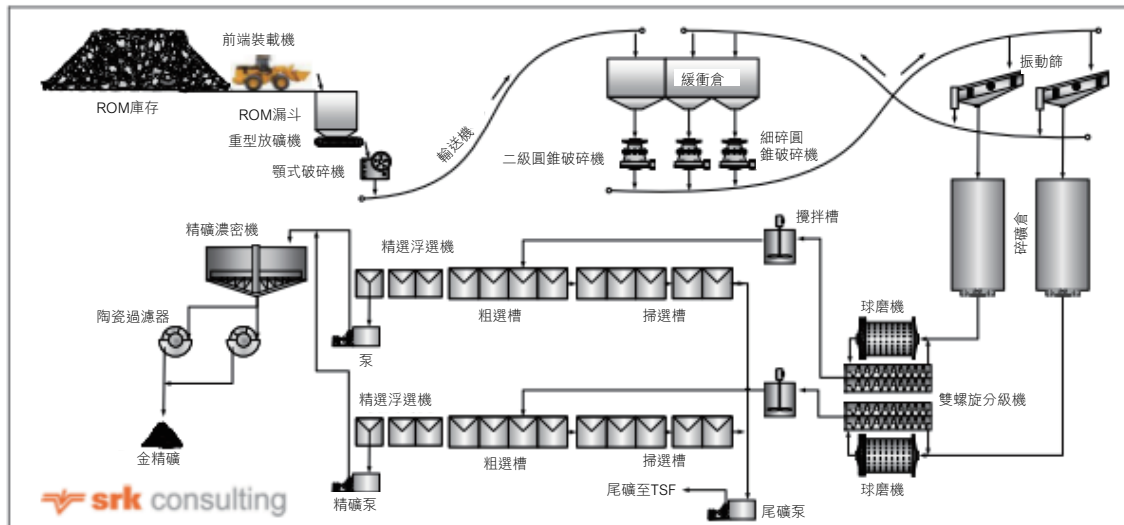 前端裝載機
ROM庫存
ROM漏斗
重型放礦機
顎式破碎機
輸送機
緩衝倉
二級圓錐破碎機
細碎圓
錐破碎機
振動篩
碎礦倉
精礦濃密機
精選浮選機
攪拌槽
粗選槽
掃選槽
球磨機
陶瓷過濾器
泵
精選浮選機
雙螺旋分級機
粗選槽
掃選槽
球磨機
金精礦
精礦泵
尾礦至TSF
尾礦泵
srk consulting